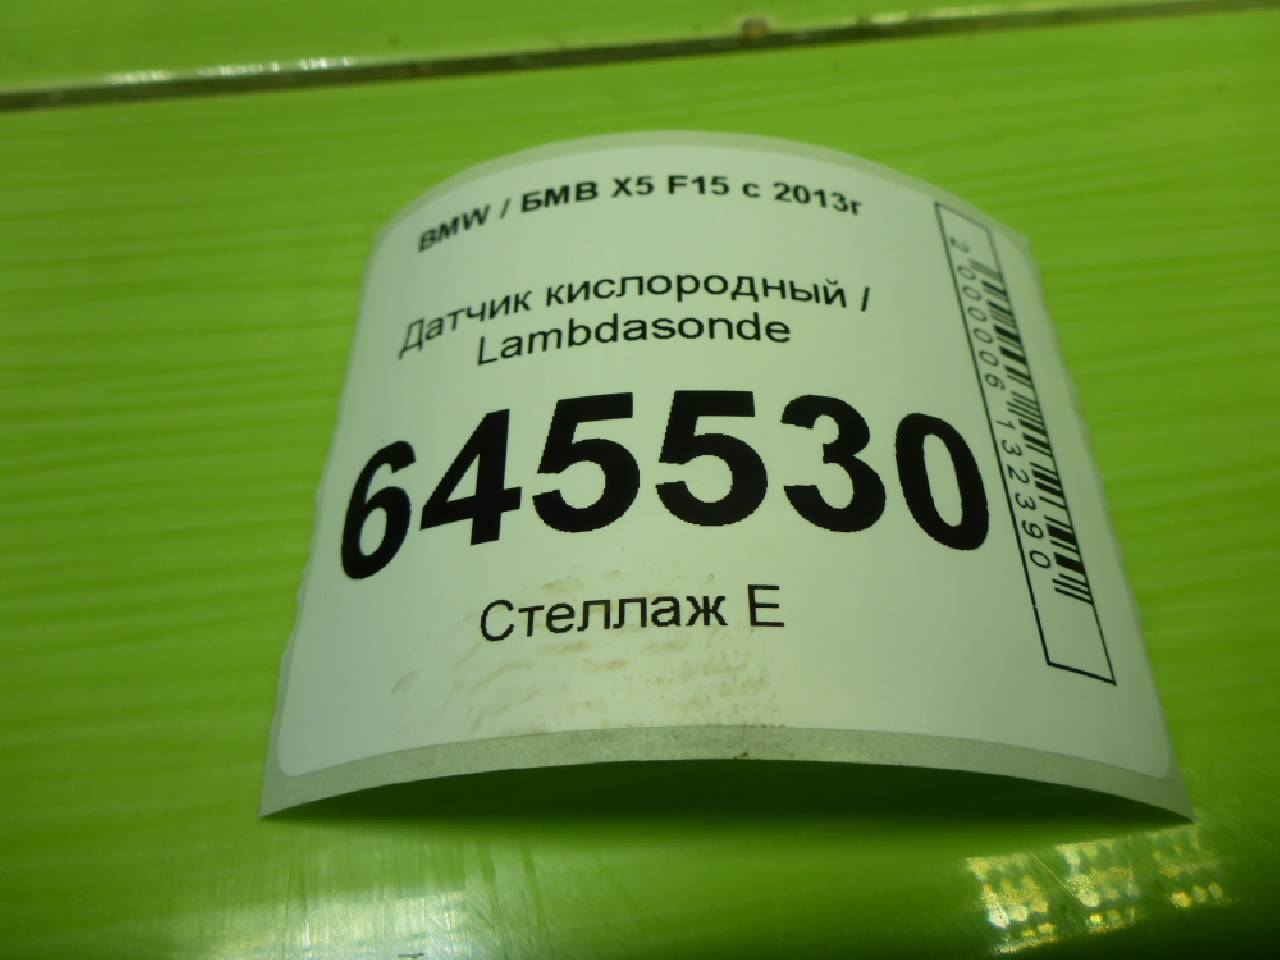 BMW / БМВ X5 F15 с 2013г
Датчик кислородный /
Lambdasonde
645530
Стеллаж Е
2000006132390